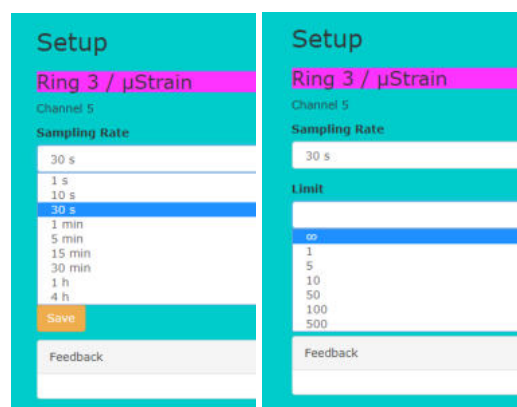 Setup
Ring 3 / µStrain
Channel 5
Sampling Rate
30 s
1 s
10 s
30 s
1 min
5 min
15 min
30 min
1 h
4 h
Save
Feedback
Setup
Ring 3 / µStrain
Channel 5
Sampling Rate
30 s
Limit
∞
1
5
10
50
100
500
Feedback